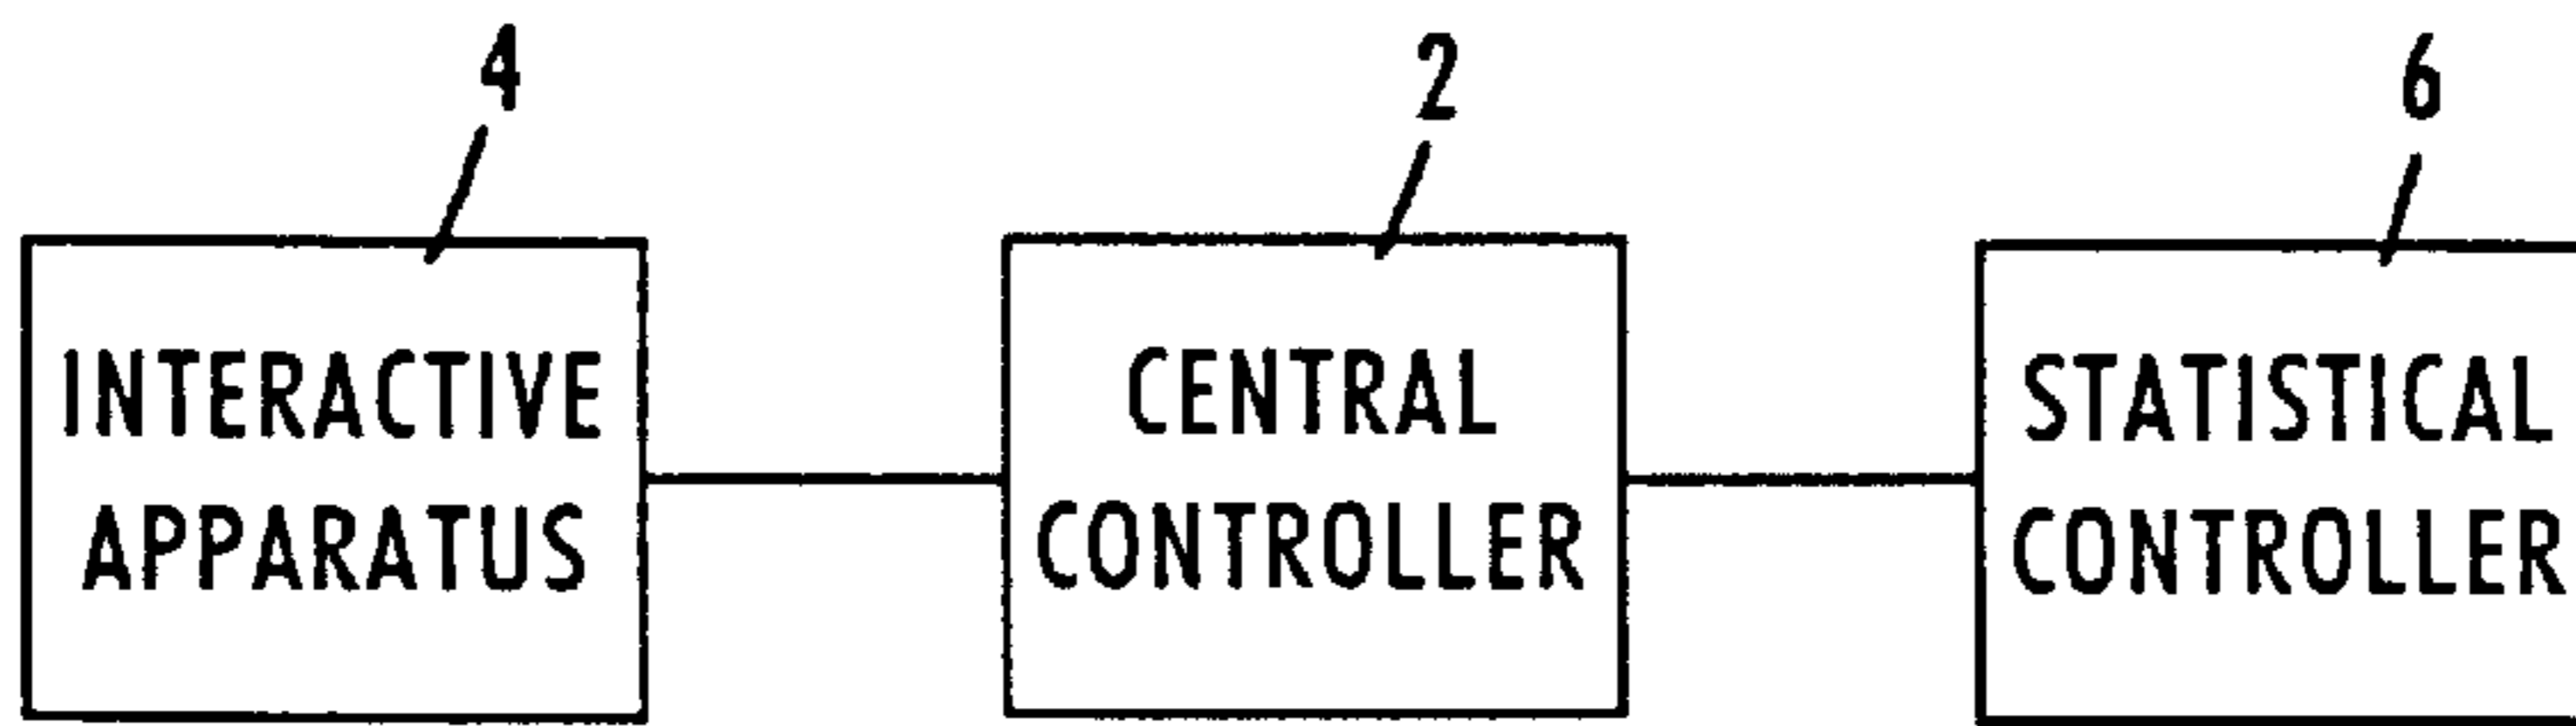 4
2
6
INTERACTIVE
APPARATUS
CENTRAL
CONTROLLER
STATISTICAL
CONTROLLER